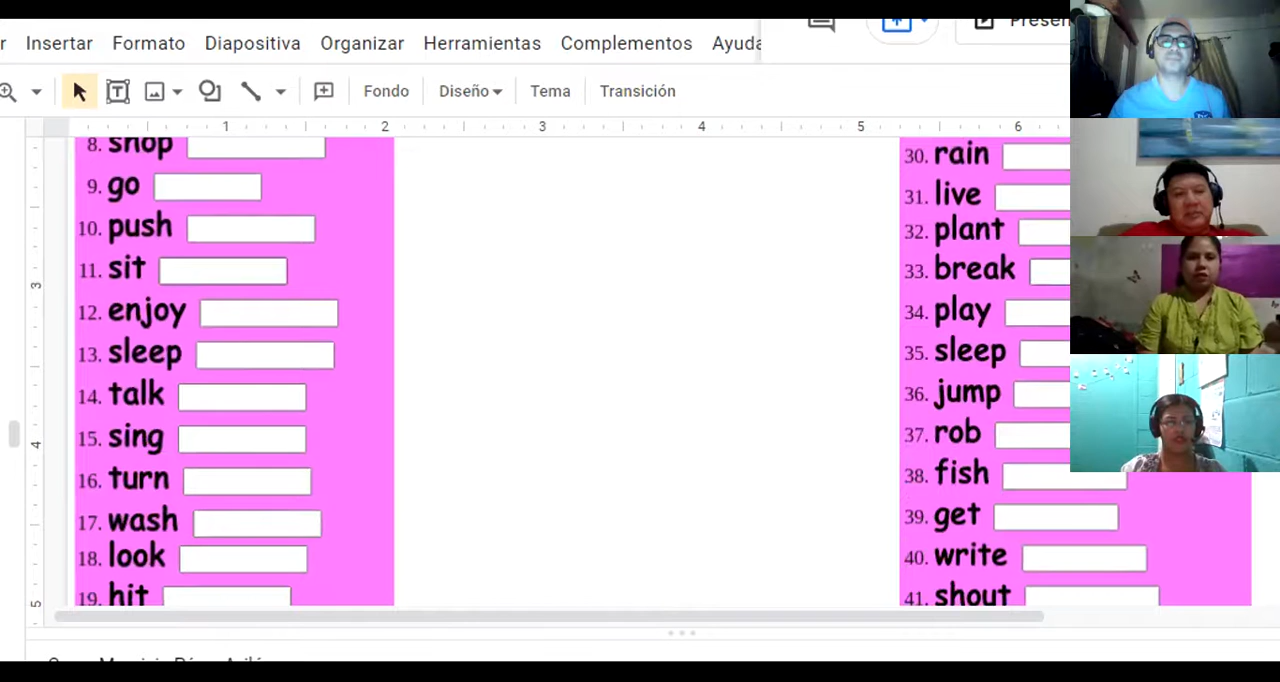 Insertar Formato Diapositiva Organizar Herramientas Complementos Ayuda
Fondo Diseño Tema Transición
1 2 3 4 5 6
3
4
5
8. shop
9. go
10. push
11. sit
12. enjoy
13. sleep
14. talk
15. sing
16. turn
17. wash
18. look
19. hit
30. rain
31. live
32. plant
33. break
34. play
35. sleep
36. jump
37. rob
38. fish
39. get
40. write
41. shout